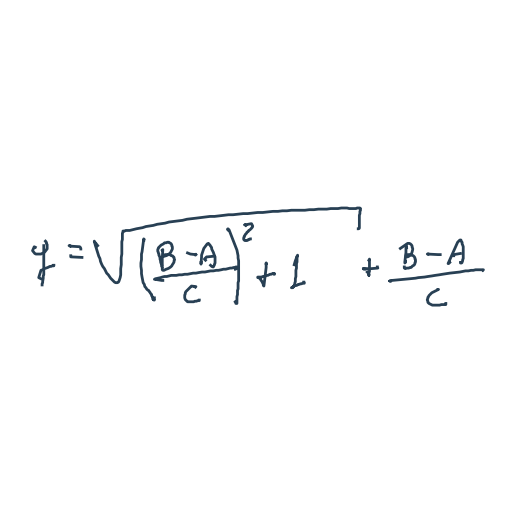 y = √((B-A)/C)² + 1 + (B-A)/C